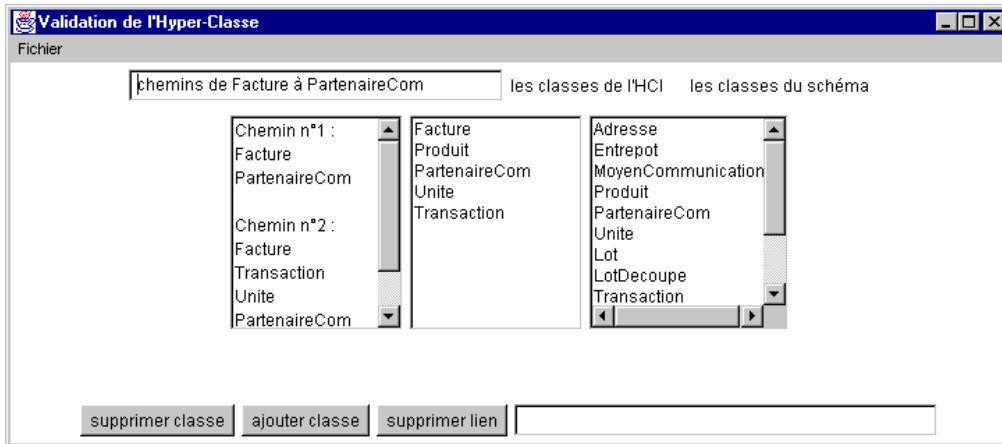 Validation de l'Hyper-Classe
Fichier
chemins de Facture à PartenaireCom
les classes de l'HCI
les classes du schéma
Chemin n°1 :
Facture
PartenaireCom
Chemin n°2 :
Facture
Transaction
Unite
PartenaireCom
Facture
Produit
PartenaireCom
Unite
Transaction
Adresse
Entrepot
MoyenCommunication
Produit
PartenaireCom
Unite
Lot
LotDecoupe
Transaction
supprimer classe
ajouter classe
supprimer lien